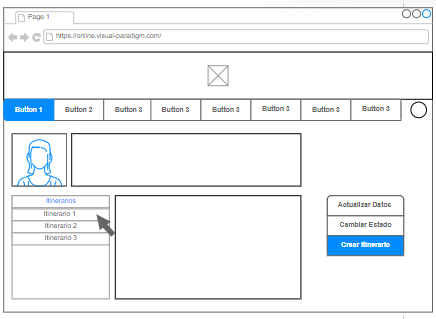 Page 1
https://online.visual-paradigm.com/
Button 1 Button 2 Button 3 Button 3 Button 3 Button 3 Button 3 Button 3
Itinerarios
Itinerario 1
Itinerario 2
Itinerario 3
Actualizar Datos
Cambiar Estado
Crear Itinerario